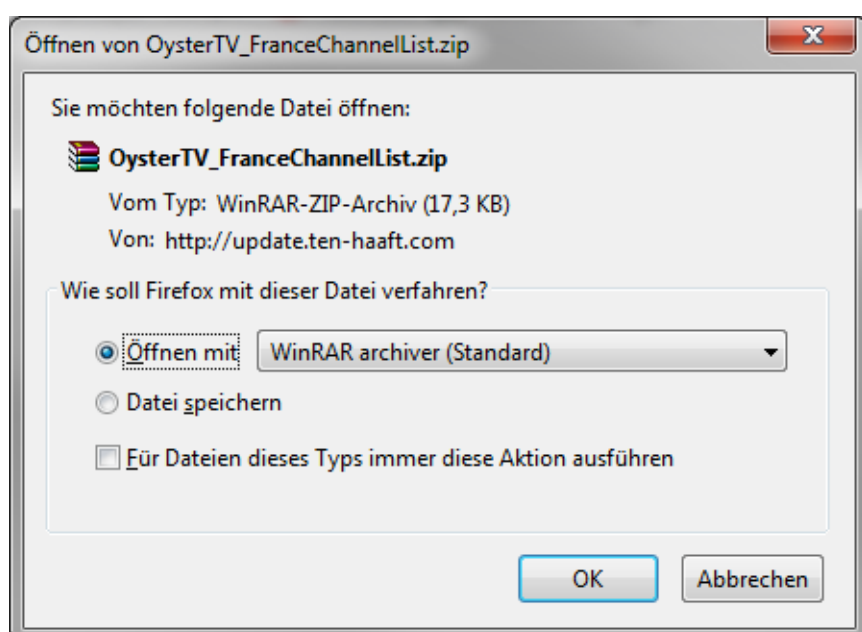 Öffnen von OysterTV_FranceChannelList.zip
Sie möchten folgende Datei öffnen:
OysterTV_FranceChannelList.zip
Vom Typ: WinRAR-ZIP-Archiv (17,3 KB)
Von: http://update.ten-haaft.com
Wie soll Firefox mit dieser Datei verfahren?
Öffnen mit WinRAR archiver (Standard)
Datei speichern
Für Dateien dieses Typs immer diese Aktion ausführen
OK Abbrechen